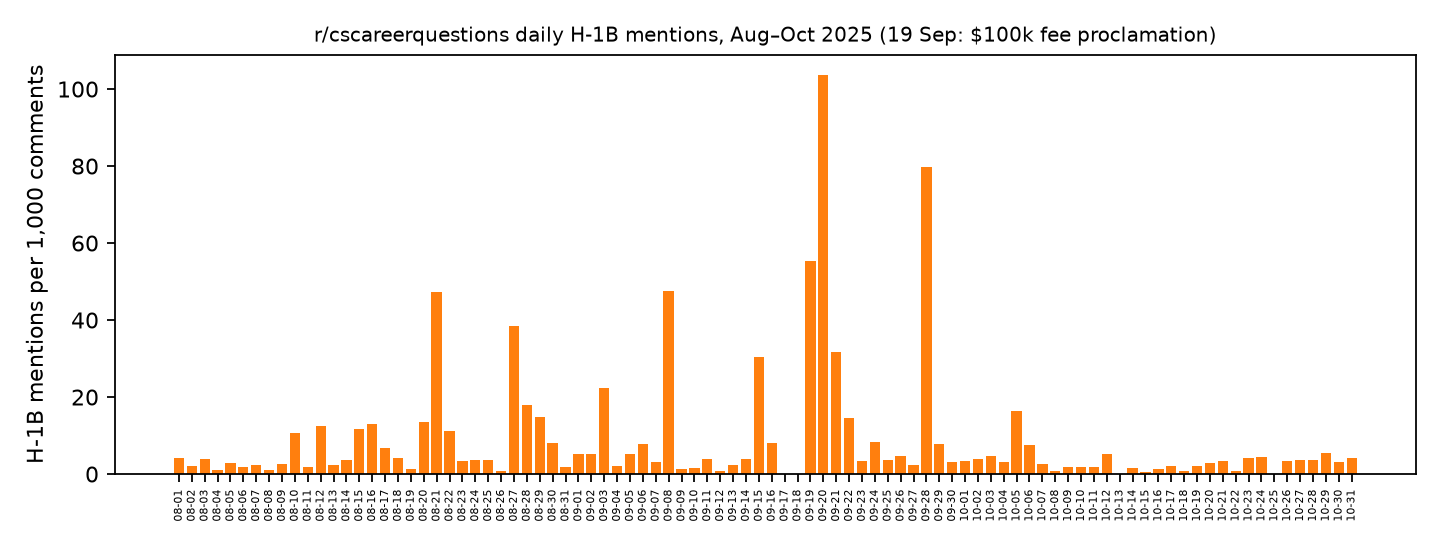 r/cscareerquestions daily H-1B mentions, Aug–Oct 2025 (19 Sep: $100k fee proclamation)
H-1B mentions per 1,000 comments
100
80
60
40
20
0
08-01 08-02 08-03 08-04 08-05 08-06 08-07 08-08 08-09 08-10 08-11 08-12 08-13 08-14 08-15 08-16 08-17 08-18 08-19 08-20 08-21 08-22 08-23 08-24 08-25 08-26 08-27 08-28 08-29 08-30 08-31 09-01 09-02 09-03 09-04 09-05 09-06 09-07 09-08 09-09 09-10 09-11 09-12 09-13 09-14 09-15 09-16 09-17 09-18 09-19 09-20 09-21 09-22 09-23 09-24 09-25 09-26 09-27 09-28 09-29 09-30 10-01 10-02 10-03 10-04 10-05 10-06 10-07 10-08 10-09 10-10 10-11 10-12 10-13 10-14 10-15 10-16 10-17 10-18 10-19 10-20 10-21 10-22 10-23 10-24 10-25 10-26 10-27 10-28 10-29 10-30 10-31